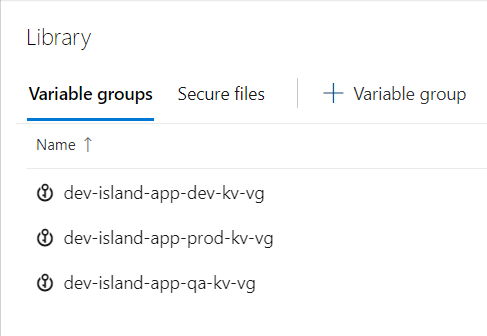 Library
Variable groups Secure files + Variable group
Name ↑
dev-island-app-dev-kv-vg
dev-island-app-prod-kv-vg
dev-island-app-qa-kv-vg